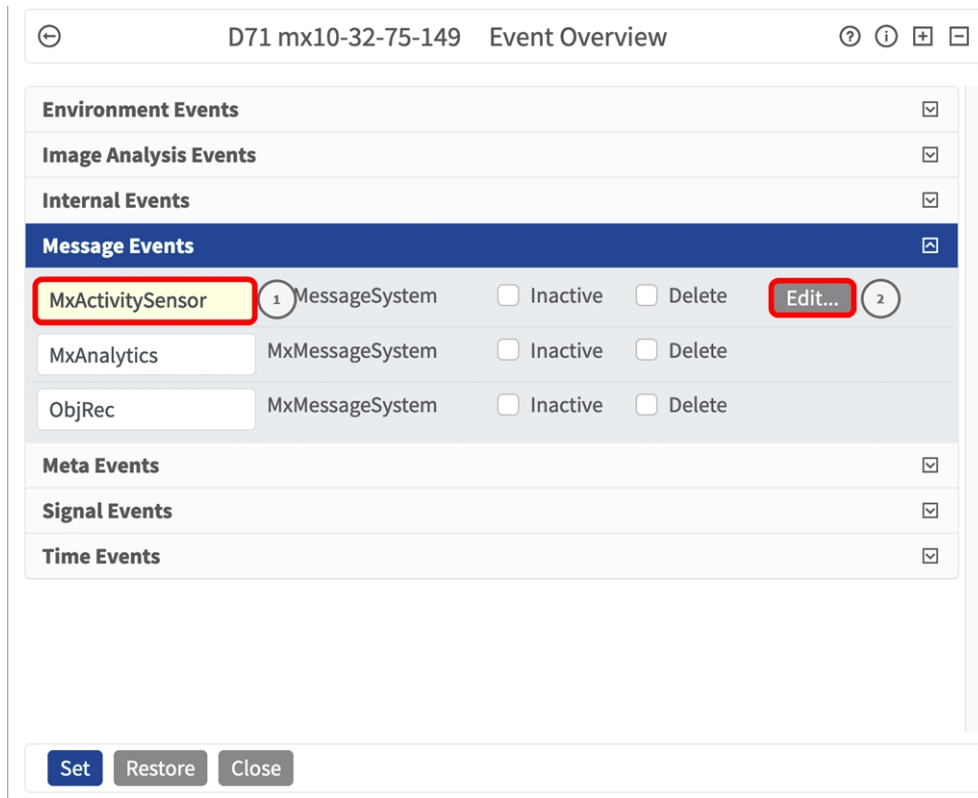 D71 mx10-32-75-149 Event Overview
Environment Events
Image Analysis Events
Internal Events
Message Events
MxActivitySensor 1 MessageSystem Inactive Delete Edit... 2
MxAnalytics MxMessageSystem Inactive Delete
ObjRec MxMessageSystem Inactive Delete
Meta Events
Signal Events
Time Events
Set Restore Close